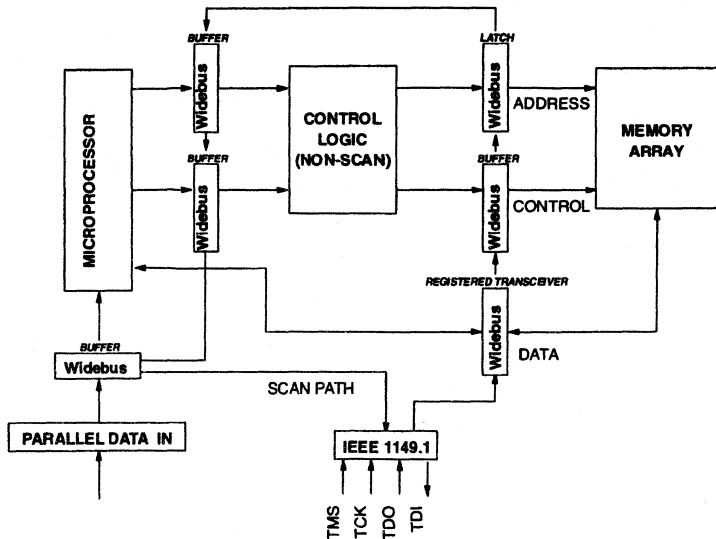 BUFFER
Widebus
LATCH
Widebus
ADDRESS
MICROPROCESSOR
CONTROL
LOGIC
(NON-SCAN)
MEMORY
ARRAY
BUFFER
Widebus
BUFFER
Widebus
CONTROL
REGISTERED TRANSCEIVER
Widebus
DATA
BUFFER
Widebus
SCAN PATH
PARALLEL DATA IN
IEEE 1149.1
TMS
TCK
TDO
TDI